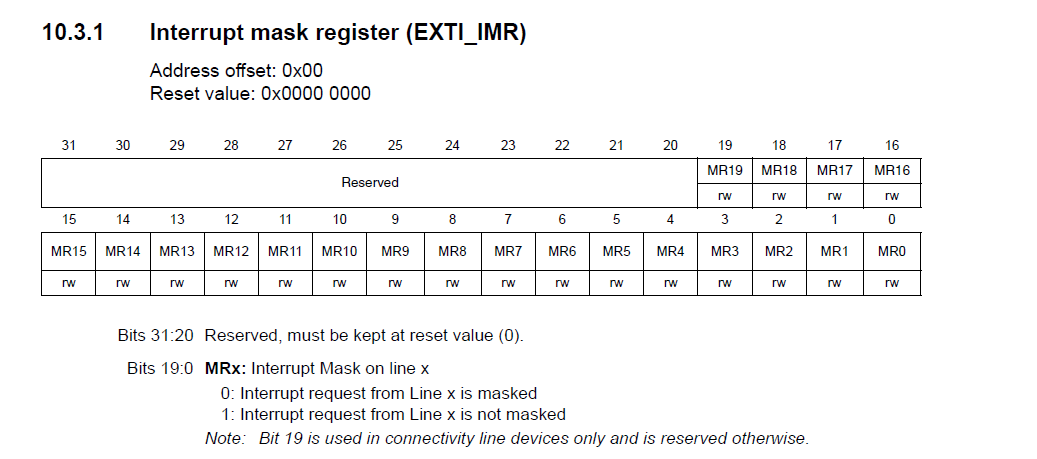 10.3.1 Interrupt mask register (EXTI_IMR)
Address offset: 0x00
Reset value: 0x0000 0000
31 30 29 28 27 26 25 24 23 22 21 20 19 18 17 16
Reserved MR19 MR18 MR17 MR16
rw rw rw rw
15 14 13 12 11 10 9 8 7 6 5 4 3 2 1 0
MR15 MR14 MR13 MR12 MR11 MR10 MR9 MR8 MR7 MR6 MR5 MR4 MR3 MR2 MR1 MR0
rw rw rw rw rw rw rw rw rw rw rw rw rw rw rw rw
Bits 31:20 Reserved, must be kept at reset value (0).
Bits 19:0 MRx: Interrupt Mask on line x
0: Interrupt request from Line x is masked
1: Interrupt request from Line x is not masked
Note: Bit 19 is used in connectivity line devices only and is reserved otherwise.